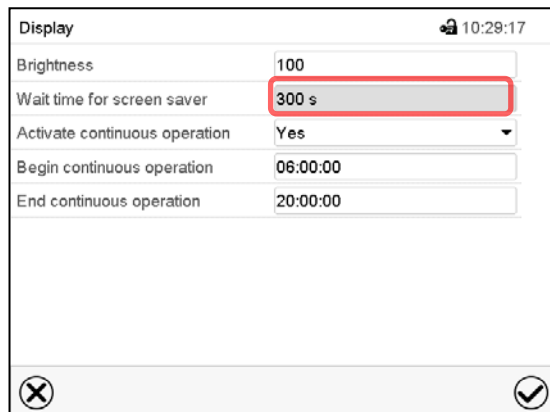 Display 10:29:17
Brightness 100
Wait time for screen saver 300 s
Activate continuous operation Yes
Begin continuous operation 06:00:00
End continuous operation 20:00:00